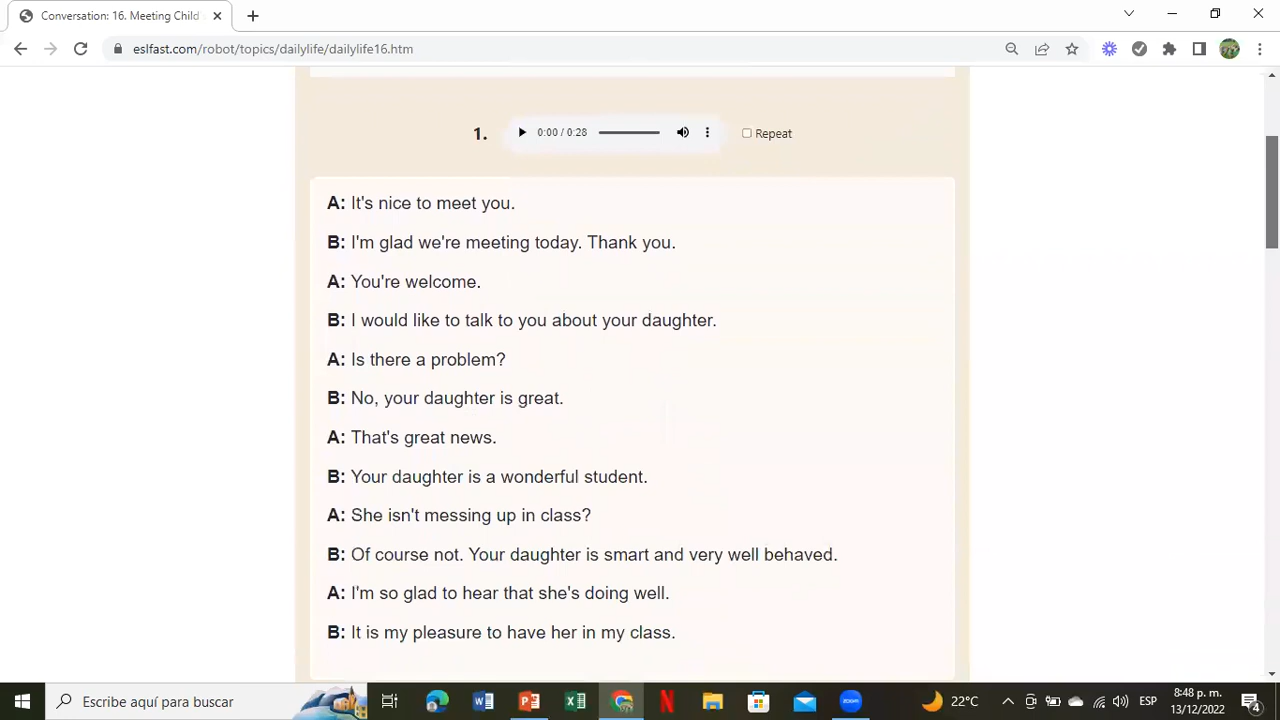 Conversation: 16. Meeting Child
eslfast.com/robot/topics/dailylife/dailylife16.htm
1.
0:00 / 0:28
Repeat
A: It's nice to meet you.
B: I'm glad we're meeting today. Thank you.
A: You're welcome.
B: I would like to talk to you about your daughter.
A: Is there a problem?
B: No, your daughter is great.
A: That's great news.
B: Your daughter is a wonderful student.
A: She isn't messing up in class?
B: Of course not. Your daughter is smart and very well behaved.
A: I'm so glad to hear that she's doing well.
B: It is my pleasure to have her in my class.
Escribe aquí para buscar
22°C
ESP
8:48 p. m.
13/12/2022
4